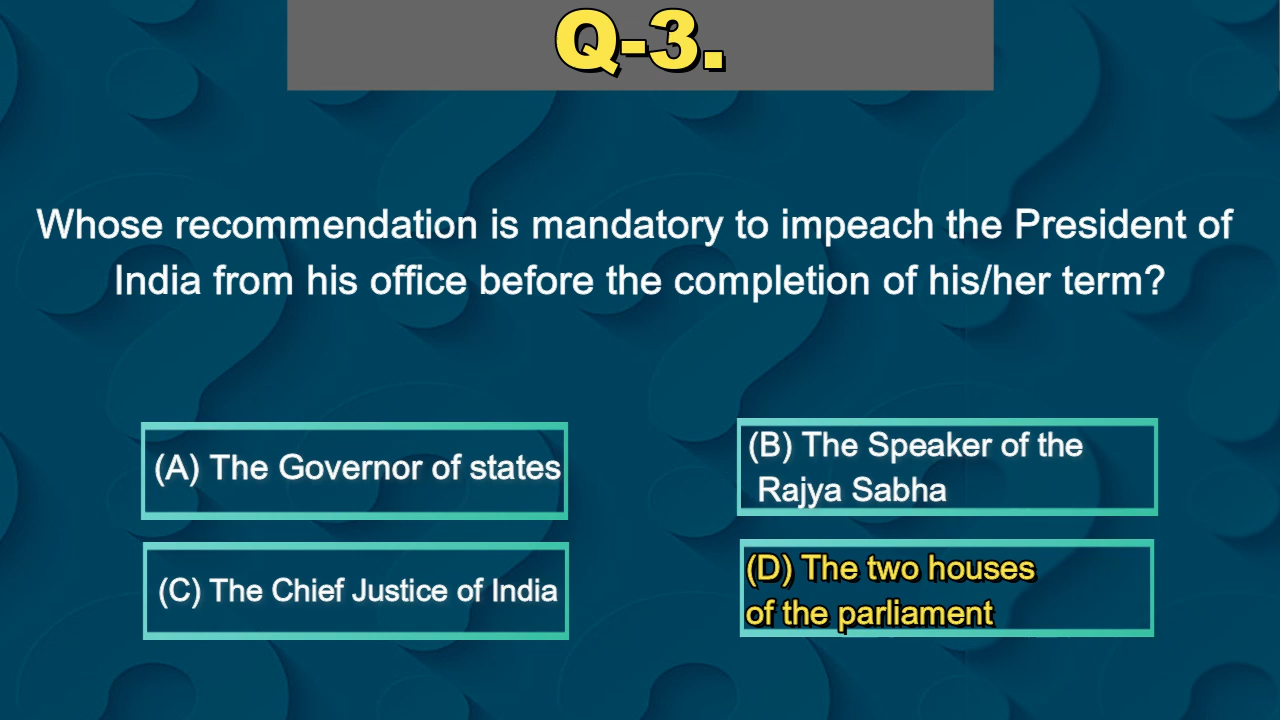 Q-3.
Whose recommendation is mandatory to impeach the President of
India from his office before the completion of his/her term?
(A) The Governor of states
(B) The Speaker of the
Rajya Sabha
(C) The Chief Justice of India
(D) The two houses
of the parliament